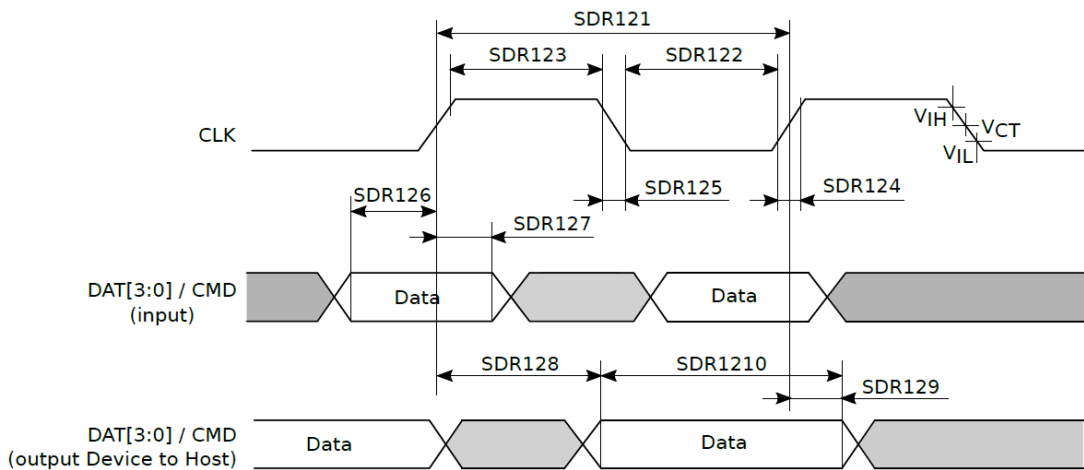 SDR121
SDR123
SDR122
CLK
VIH
VCT
VIL
SDR126
SDR125
SDR124
SDR127
DAT[3:0] / CMD
(input)
Data
Data
SDR128
SDR1210
SDR129
DAT[3:0] / CMD
(output Device to Host)
Data
Data